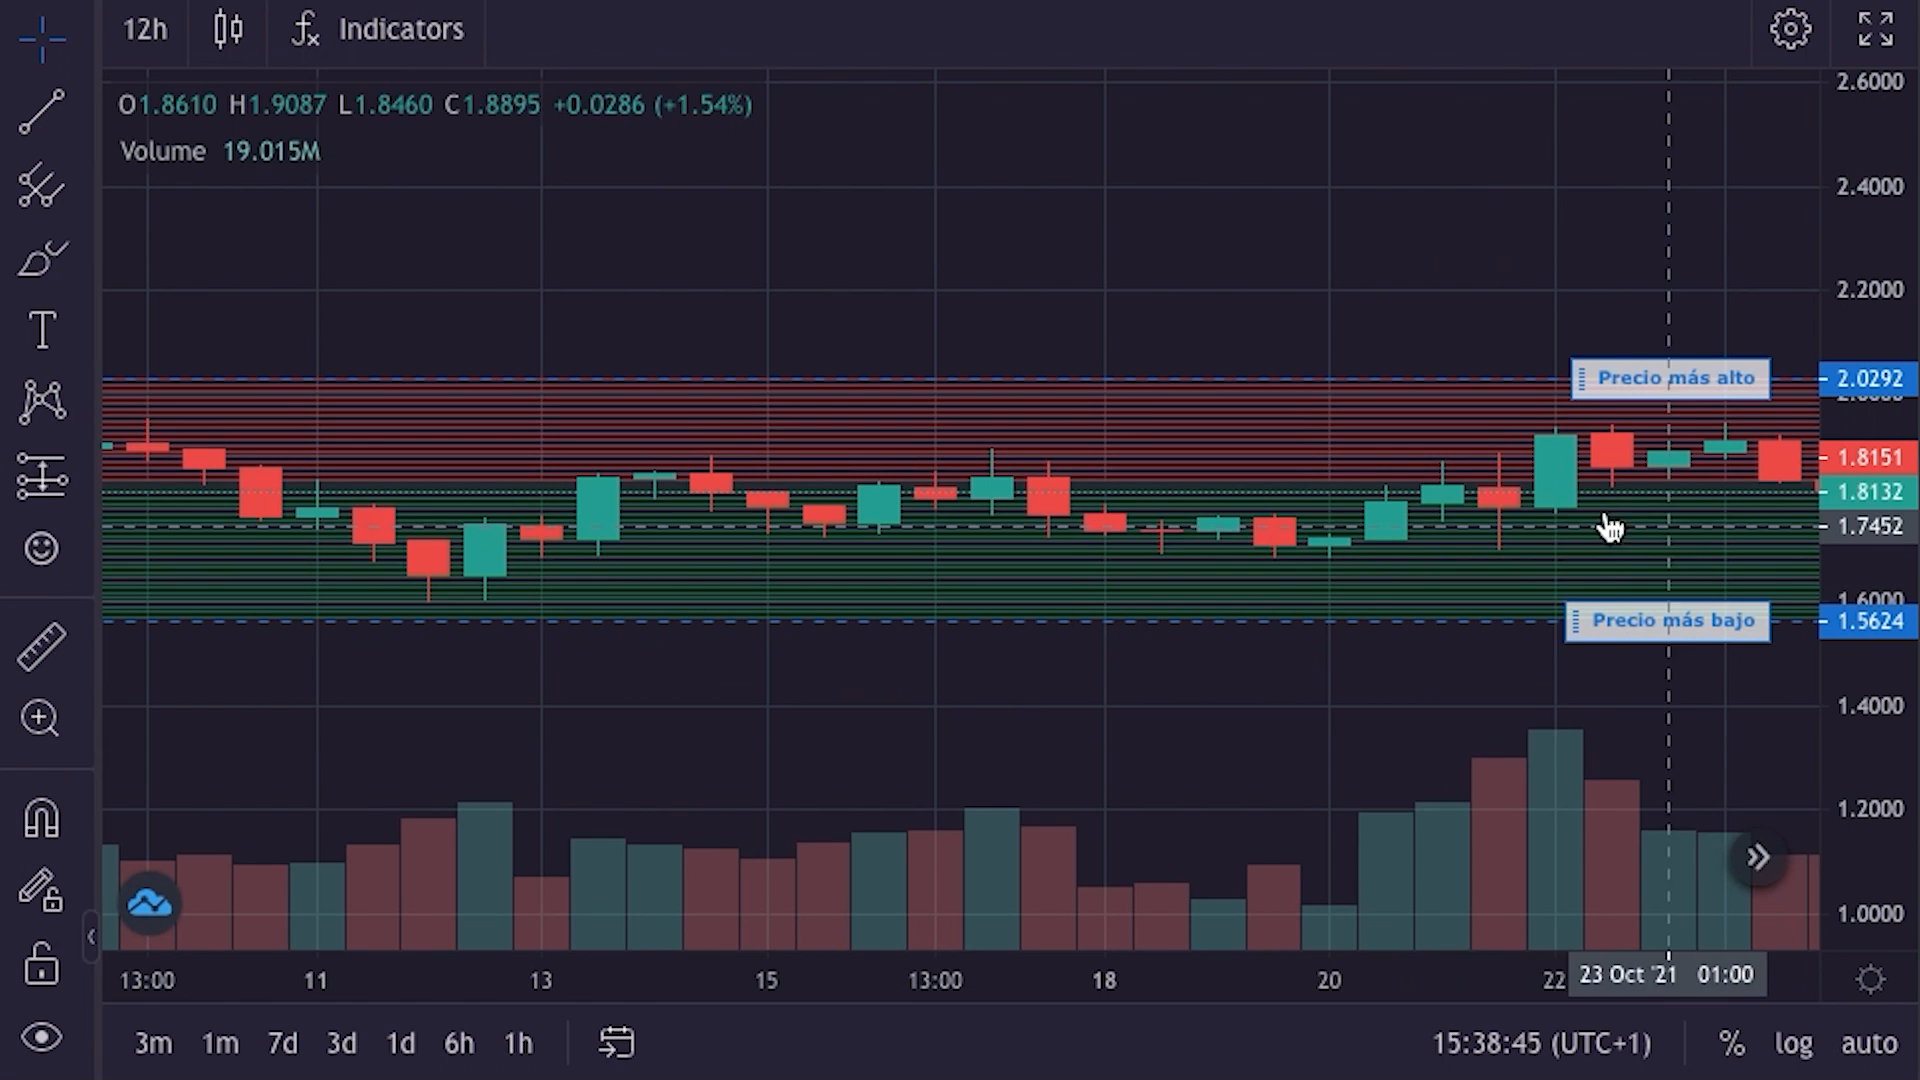 12h
Indicators
O1.8610 H1.9087 L1.8460 C1.8895 +0.0286 (+1.54%)
Volume 19.015M
2.6000
2.4000
2.2000
Precio más alto
2.0292
1.8151
1.8132
1.7452
1.6000
Precio más bajo
1.5624
1.4000
1.2000
1.0000
13:00 11 13 15 13:00 18 20 22 23 Oct '21 01:00
3m 1m 7d 3d 1d 6h 1h
15:38:45 (UTC+1) % log auto